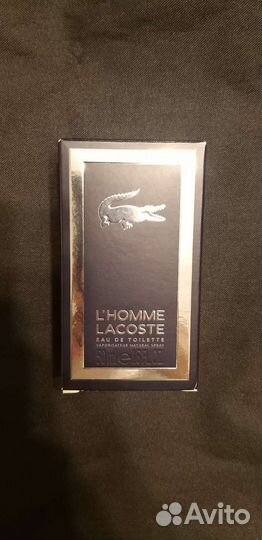 L'HOMME
LACOSTE
EAU DE TOILETTE
VAPORISATEUR NATURAL SPRAY
Avito